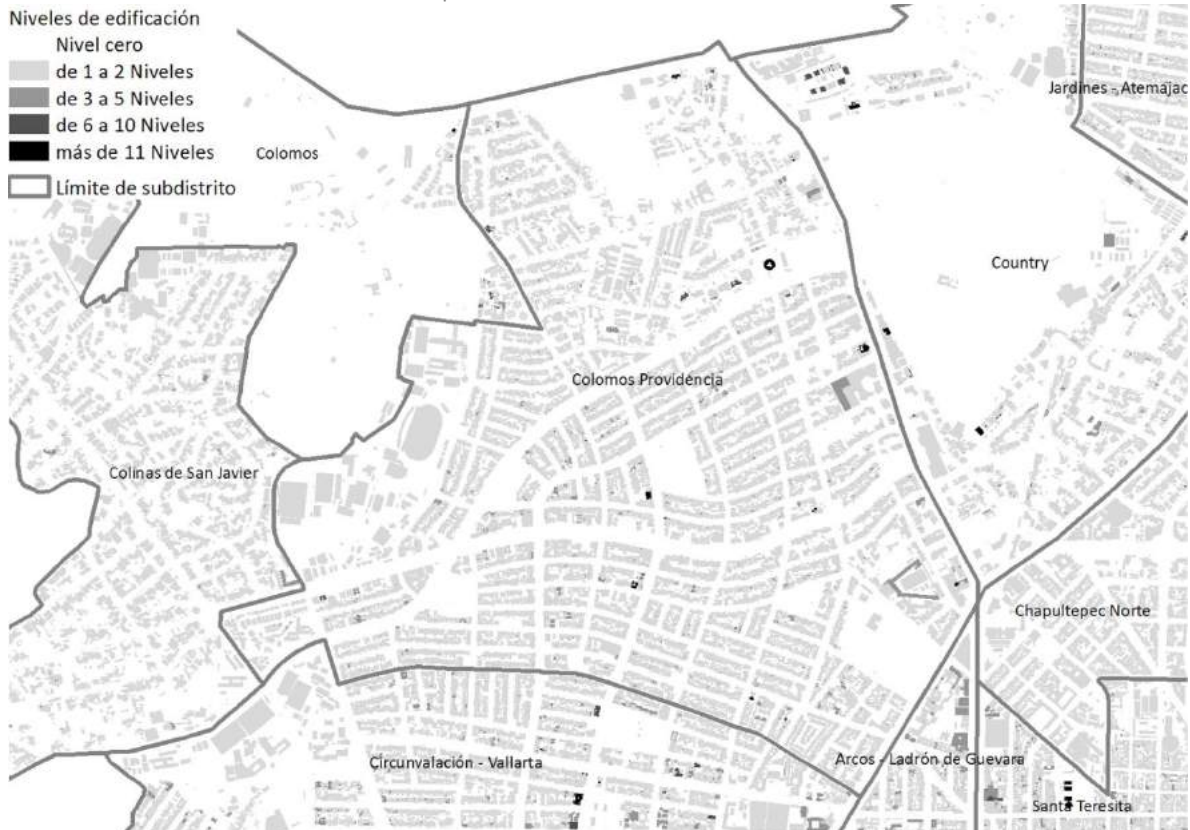 Niveles de edificación
Nivel cero
de 1 a 2 Niveles
de 3 a 5 Niveles
de 6 a 10 Niveles
más de 11 Niveles
Límite de subdistrito
Colomos
Jardines - Atemajac
Country
Colomos Providencia
Colinas de San Javier
Chapultepec Norte
Circunvalación - Vallarta
Arcos - Ladrón de Guevara
Santa Teresita